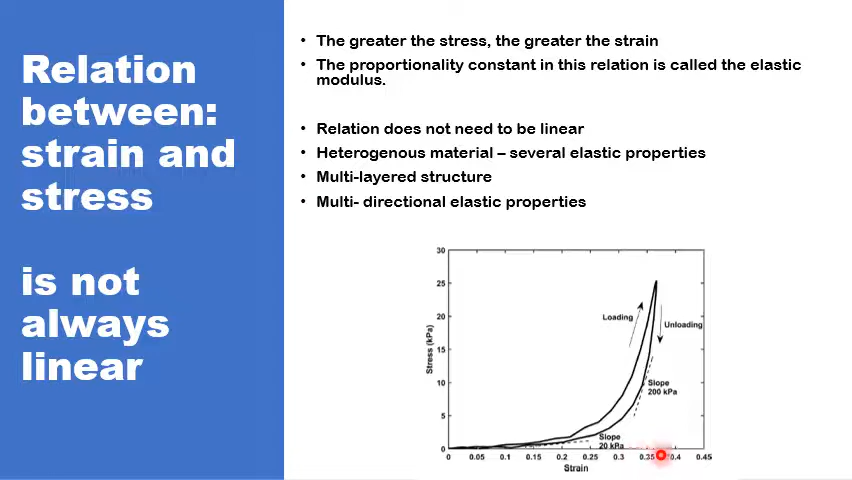 Relation
between:
strain and
stress
is not
always
linear
• The greater the stress, the greater the strain
• The proportionality constant in this relation is called the elastic
modulus.
• Relation does not need to be linear
• Heterogenous material – several elastic properties
• Multi-layered structure
• Multi- directional elastic properties
30
25
20
15
10
5
0
Stress (kPa)
Loading
Unloading
Slope
200 kPa
Slope
20 kPa
0 0.05 0.1 0.15 0.2 0.25 0.3 0.35 0.4 0.45
Strain